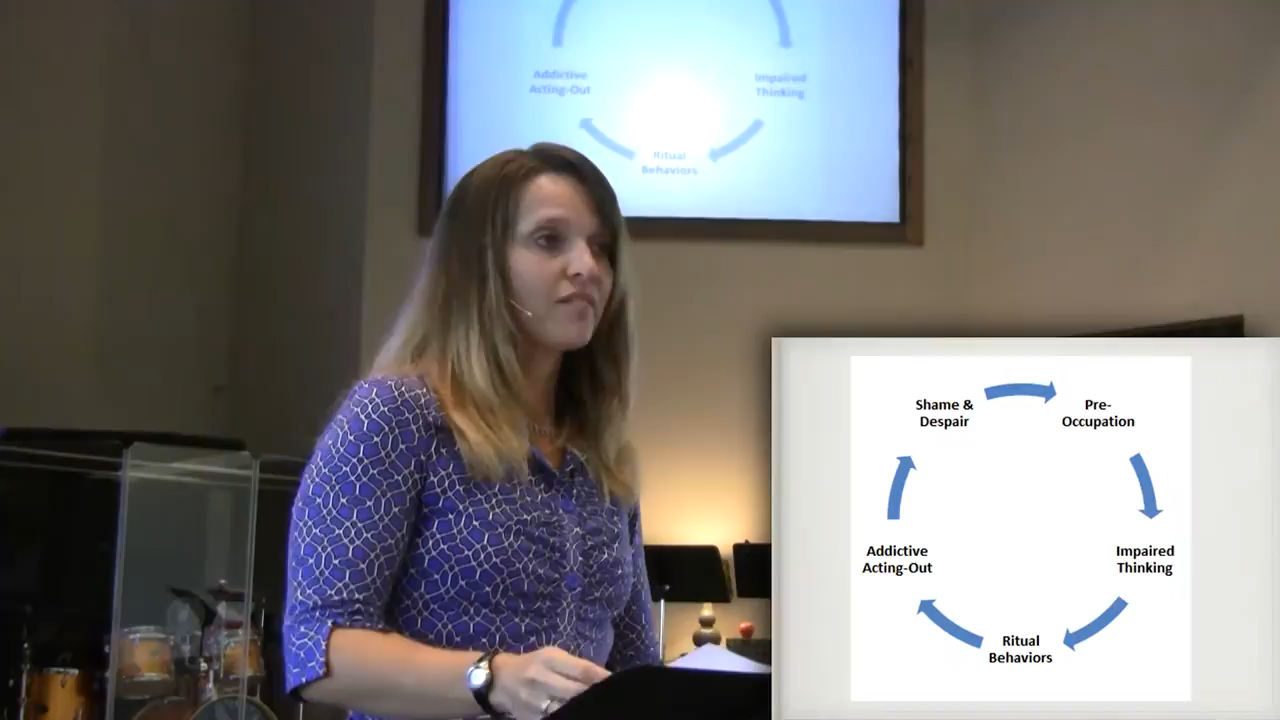 Addictive
Acting-Out
Impaired
Thinking
Ritual
Behaviors
Shame &
Despair
Pre-
Occupation
Addictive
Acting-Out
Impaired
Thinking
Ritual
Behaviors